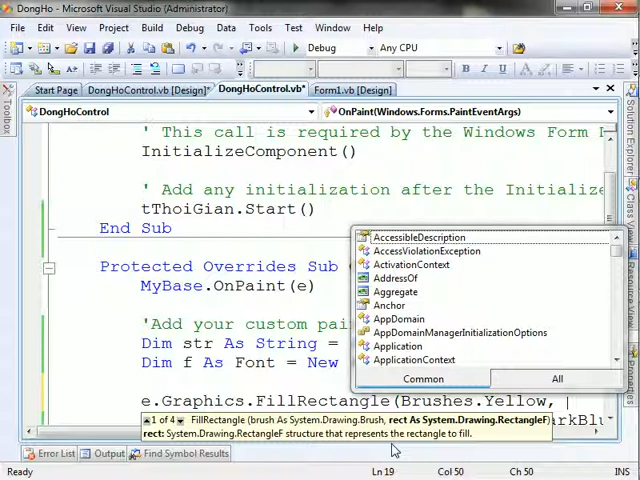 DongHo - Microsoft Visual Studio (Administrator)
File Edit View Project Build Debug Data Tools Test Window Help
Debug Any CPU
Start Page DongHoControl.vb [Design]* DongHoControl.vb* Form1.vb [Design]
DongHoControl OnPaint(Windows.Forms.PaintEventArgs)
' This call is required by the Windows Form
InitializeComponent()
' Add any initialization after the Initialize
tThoiGian.Start()
End Sub
Protected Overrides Sub
MyBase.OnPaint(e)
'Add your custom pai
Dim str As String =
Dim f As Font = New
e.Graphics.FillRectangle(Brushes.Yellow,
arkBlu
AccessibleDescription
AccessViolationException
ActivationContext
AddressOf
Aggregate
Anchor
AppDomain
AppDomainManagerInitializationOptions
Application
ApplicationContext
Common All
1 of 4 FillRectangle (brush As System.Drawing.Brush, rect As System.Drawing.RectangleF)
rect: System.Drawing.RectangleF structure that represents the rectangle to fill.
Toolbox
Solution Explorer
Class View
Resource View
Error List Output Find Symbol Results
Ready Ln 19 Col 50 Ch 50 INS